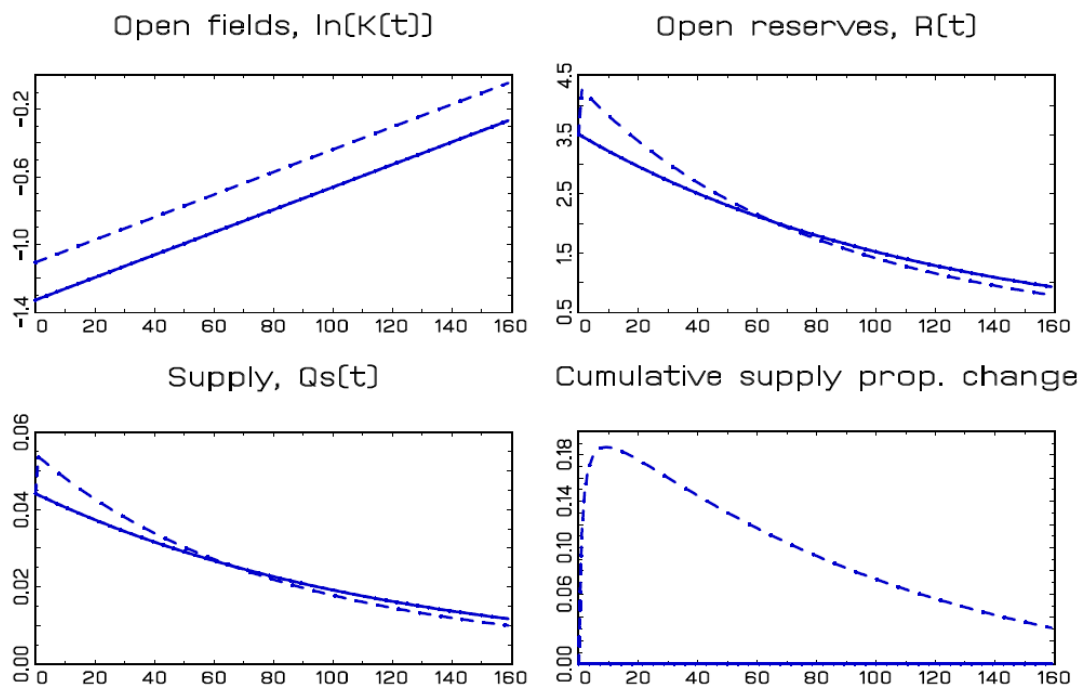 Open fields, ln(K(t))
-0.2
-0.6
-1.0
-1.4
0 20 40 60 80 100 120 140 160
Open reserves, R(t)
4.5
3.5
2.5
1.5
0.5
0 20 40 60 80 100 120 140 160
Supply, Qs(t)
0.06
0.04
0.02
0.00
0 20 40 60 80 100 120 140 160
Cumulative supply prop. change
0.18
0.14
0.10
0.06
0.00
0 20 40 60 80 100 120 140 160